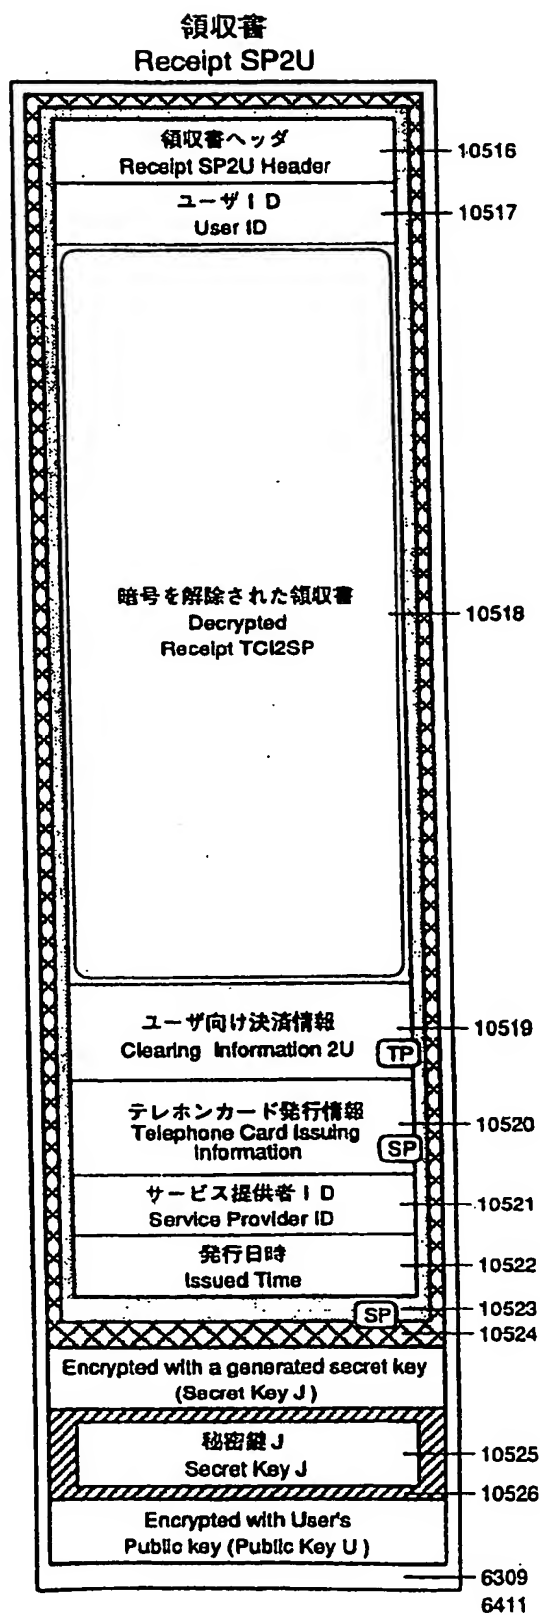 領収書
Receipt SP2U
領収書ヘッダ
Receipt SP2U Header
10516
ユーザID
User ID
10517
暗号を解除された領収書
Decrypted
Receipt TCI2SP
10518
ユーザ向け決済情報
Clearing Information 2U
TP
10519
テレホンカード発行情報
Telephone Card Issuing
Information
SP
10520
サービス提供者ID
Service Provider ID
10521
発行日時
Issued Time
10522
SP
10523
10524
Encrypted with a generated secret key
(Secret Key J)
秘密鍵J
Secret Key J
10525
10526
Encrypted with User's
Public key (Public Key U)
6309
6411